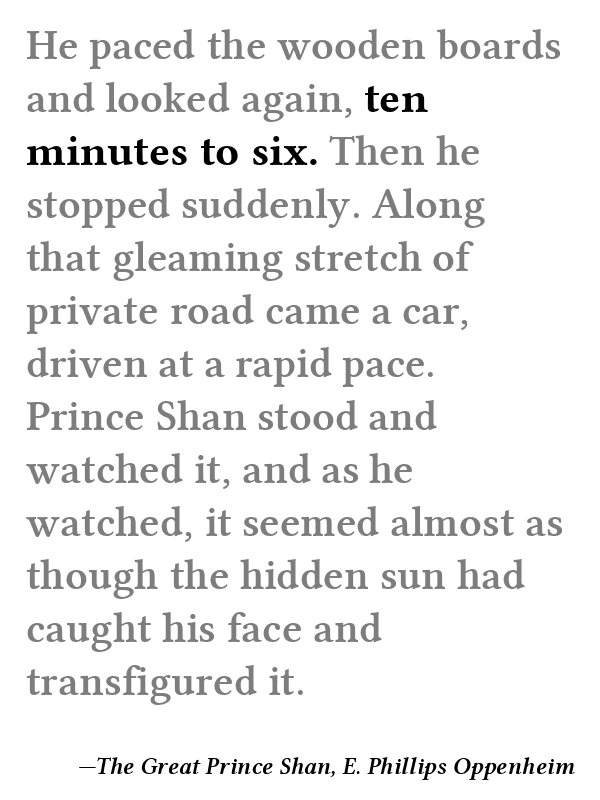 He paced the wooden boards
and looked again, ten
minutes to six. Then he
stopped suddenly. Along
that gleaming stretch of
private road came a car,
driven at a rapid pace.
Prince Shan stood and
watched it, and as he
watched, it seemed almost as
though the hidden sun had
caught his face and
transfigured it.
—The Great Prince Shan, E. Phillips Oppenheim